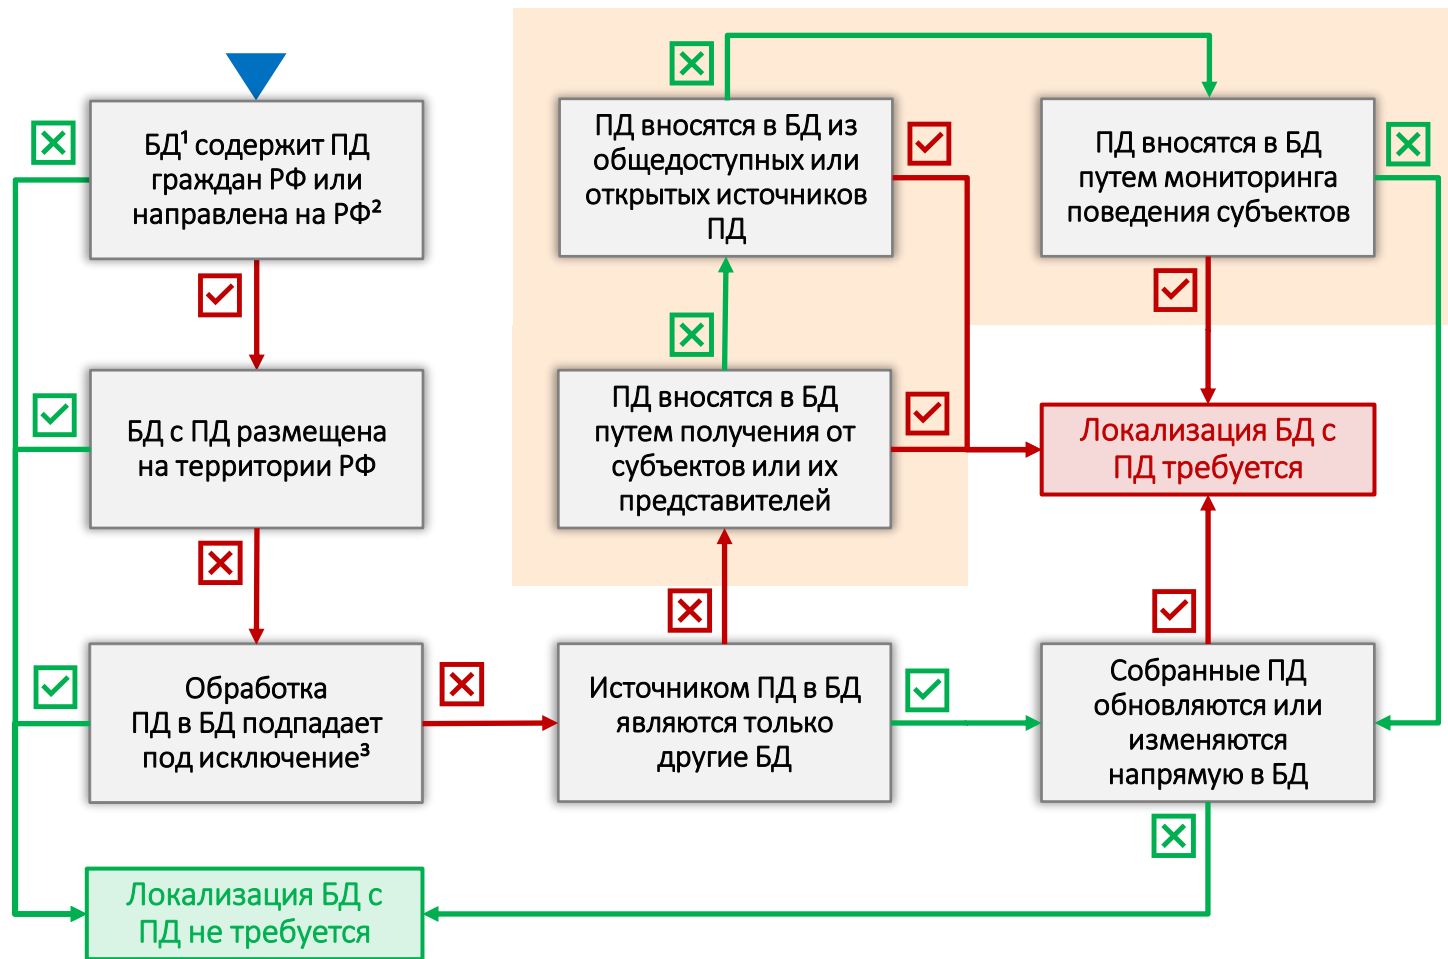 БД¹ содержит ПД
граждан РФ или
направлена на РФ²
БД с ПД размещена
на территории РФ
Обработка
ПД в БД подпадает
под исключение³
Источником ПД в БД
являются только
другие БД
ПД вносятся в БД
путем получения от
субъектов или их
представителей
ПД вносятся в БД из
общедоступных или
открытых источников
ПД
ПД вносятся в БД
путем мониторинга
поведения субъектов
Локализация БД с
ПД требуется
Собранные ПД
обновляются или
изменяются
напрямую в БД
Локализация БД с
ПД не требуется